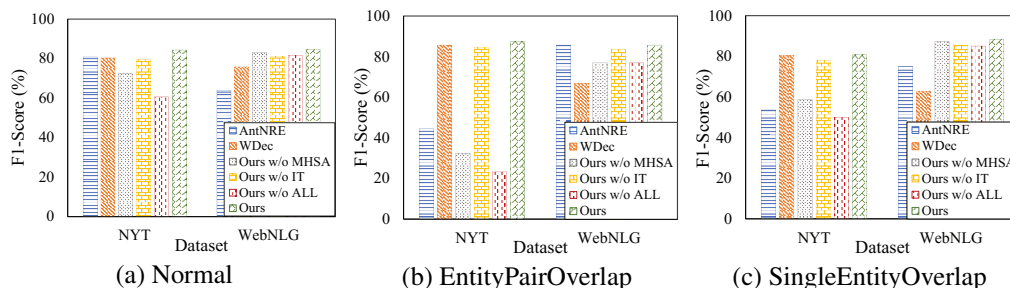 100
80
60
40
20
0
F1-Score (%)
AntNRE
WDec
Ours w/o MHSA
Ours w/o IT
Ours w/o ALL
Ours
NYT
WebNLG
Dataset
(a) Normal
100
80
60
40
20
0
F1-Score (%)
AntNRE
WDec
Ours w/o MHSA
Ours w/o IT
Ours w/o ALL
Ours
NYT
WebNLG
Dataset
(b) EntityPairOverlap
100
80
60
40
20
0
F1-Score (%)
AntNRE
WDec
Ours w/o MHSA
Ours w/o IT
Ours w/o ALL
Ours
NYT
WebNLG
Dataset
(c) SingleEntityOverlap